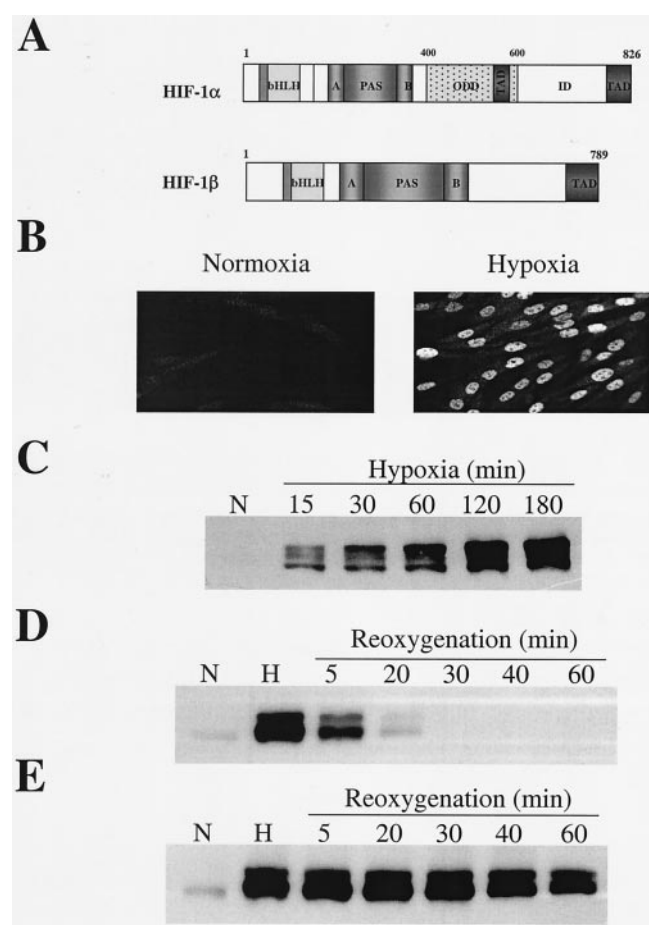 A
1 400 600 826
HIF-1α bHLH A PAS B ODD TAD ID TAD
1 789
HIF-1β bHLH A PAS B TAD
B
Normoxia Hypoxia
C
Hypoxia (min)
N 15 30 60 120 180
D
Reoxygenation (min)
N H 5 20 30 40 60
E
Reoxygenation (min)
N H 5 20 30 40 60